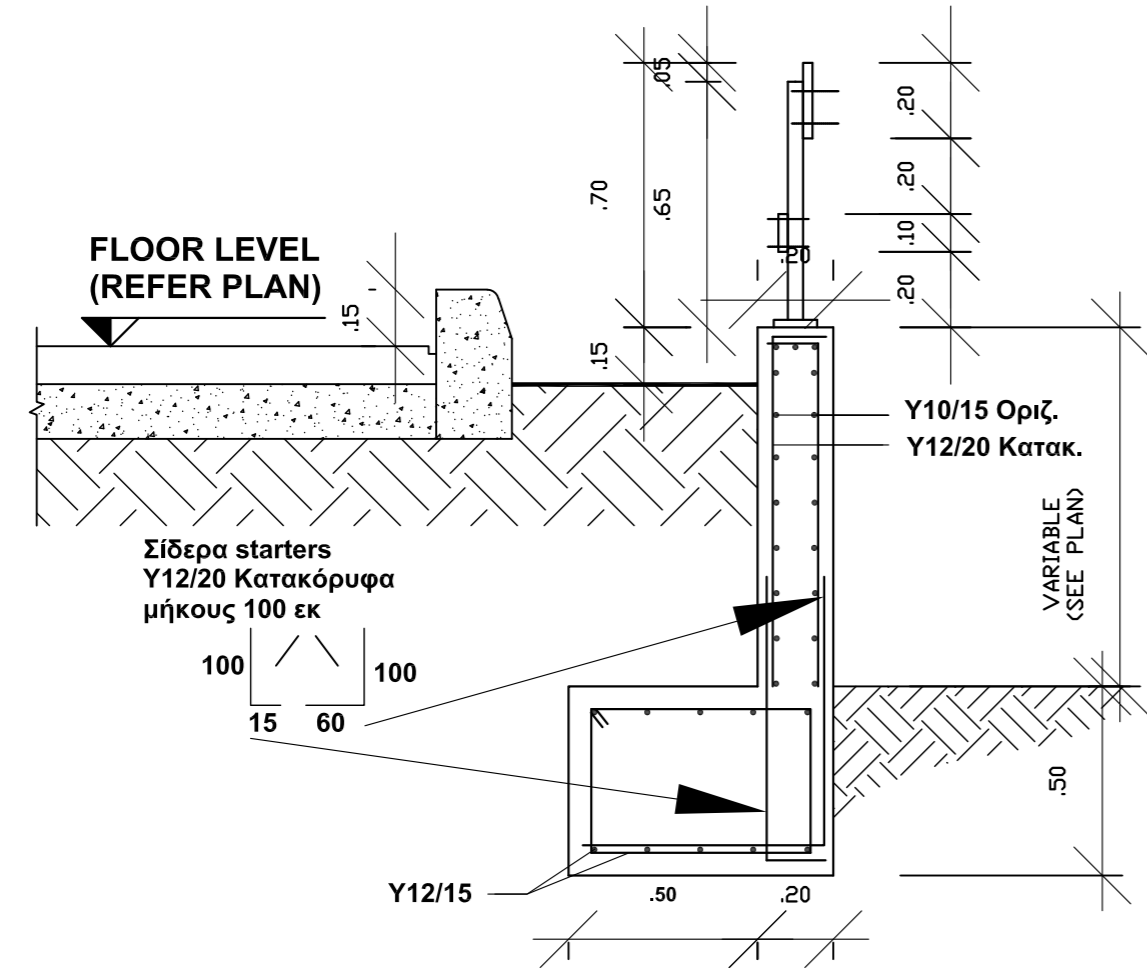 .05
.20
.70
.65
.20
.10
.20
.20
FLOOR LEVEL
(REFER PLAN)
.15
.15
Y10/15 Οριζ.
Y12/20 Κατακ.
VARIABLE
(SEE PLAN)
Σίδερα starters
Y12/20 Κατακόρυφα
μήκους 100 εκ
100
100
15
60
.50
Y12/15
.50
.20